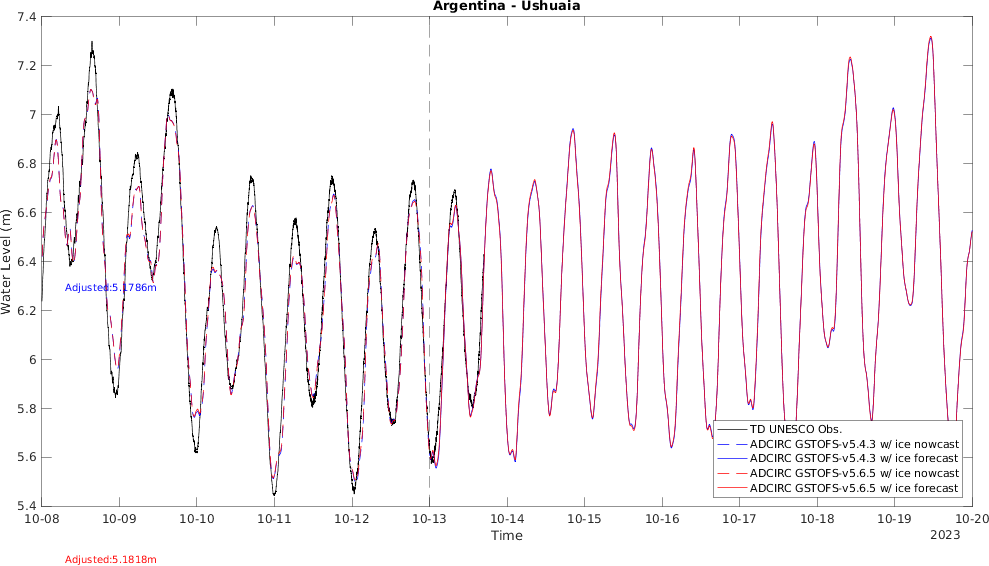 Argentina - Ushuaia
7.4
7.2
7
6.8
6.6
6.4
6.2
6
5.8
5.6
5.4
Water Level (m)
Adjusted:5.1786m
TD UNESCO Obs.
ADCIRC GSTOFS-v5.4.3 w/ ice nowcast
ADCIRC GSTOFS-v5.4.3 w/ ice forecast
ADCIRC GSTOFS-v5.6.5 w/ ice nowcast
ADCIRC GSTOFS-v5.6.5 w/ ice forecast
10-08 10-09 10-10 10-11 10-12 10-13 10-14 10-15 10-16 10-17 10-18 10-19 10-20
Time
2023
Adjusted:5.1818m